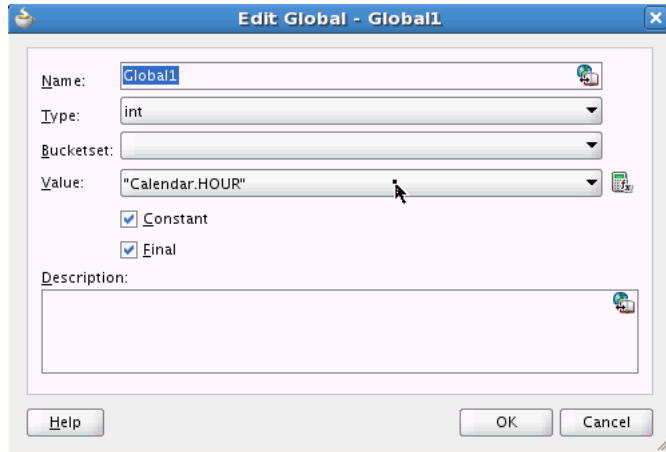 Edit Global - Global1
Name: Global1
Type: int
Bucketset:
Value: "Calendar.HOUR"
Constant
Final
Description:
Help OK Cancel